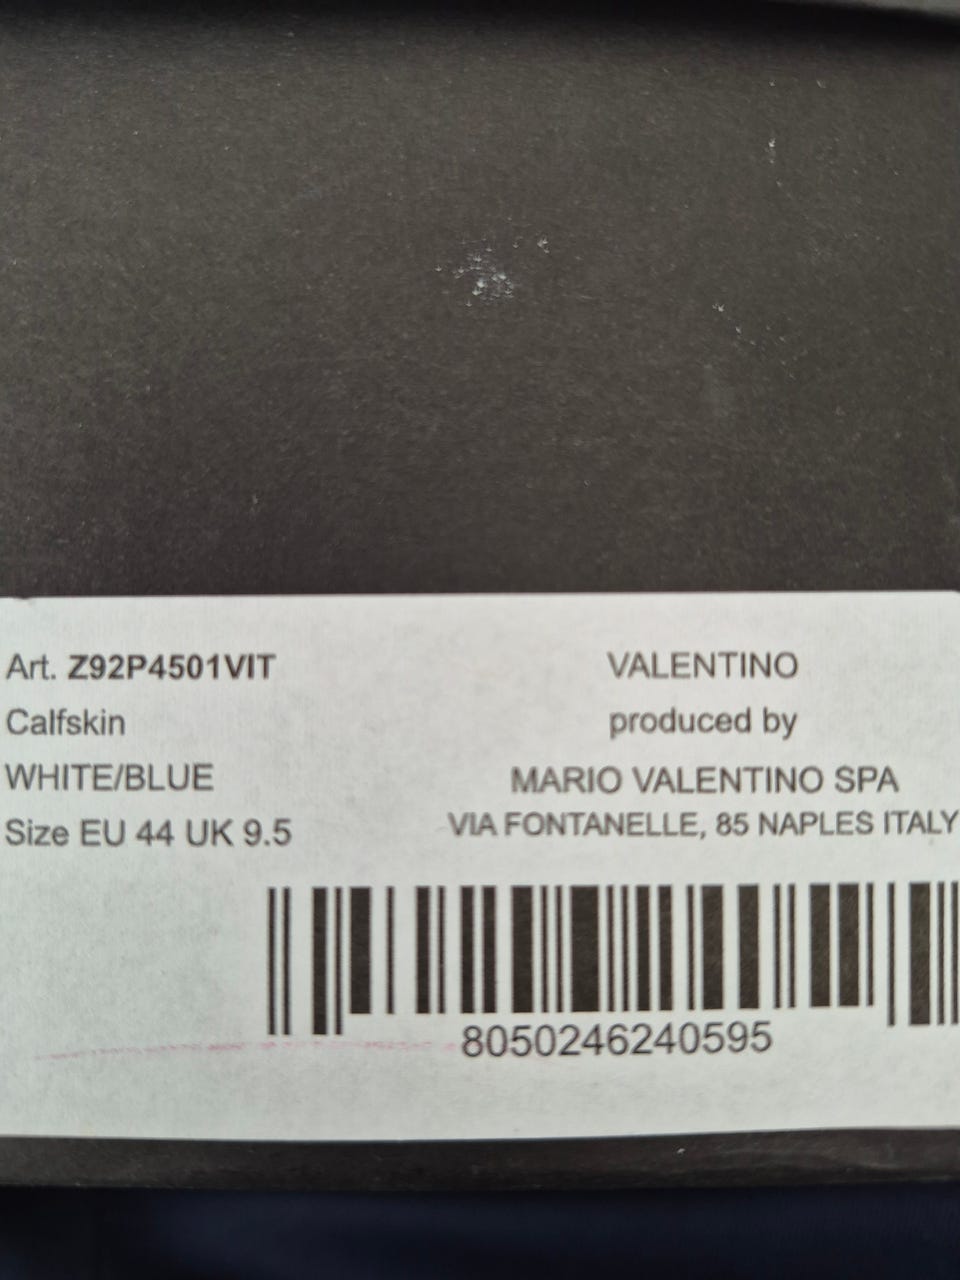 Art. Z92P4501VIT
Calfskin
WHITE/BLUE
Size EU 44 UK 9.5
VALENTINO
produced by
MARIO VALENTINO SPA
VIA FONTANELLE, 85 NAPLES ITALY
8050246240595